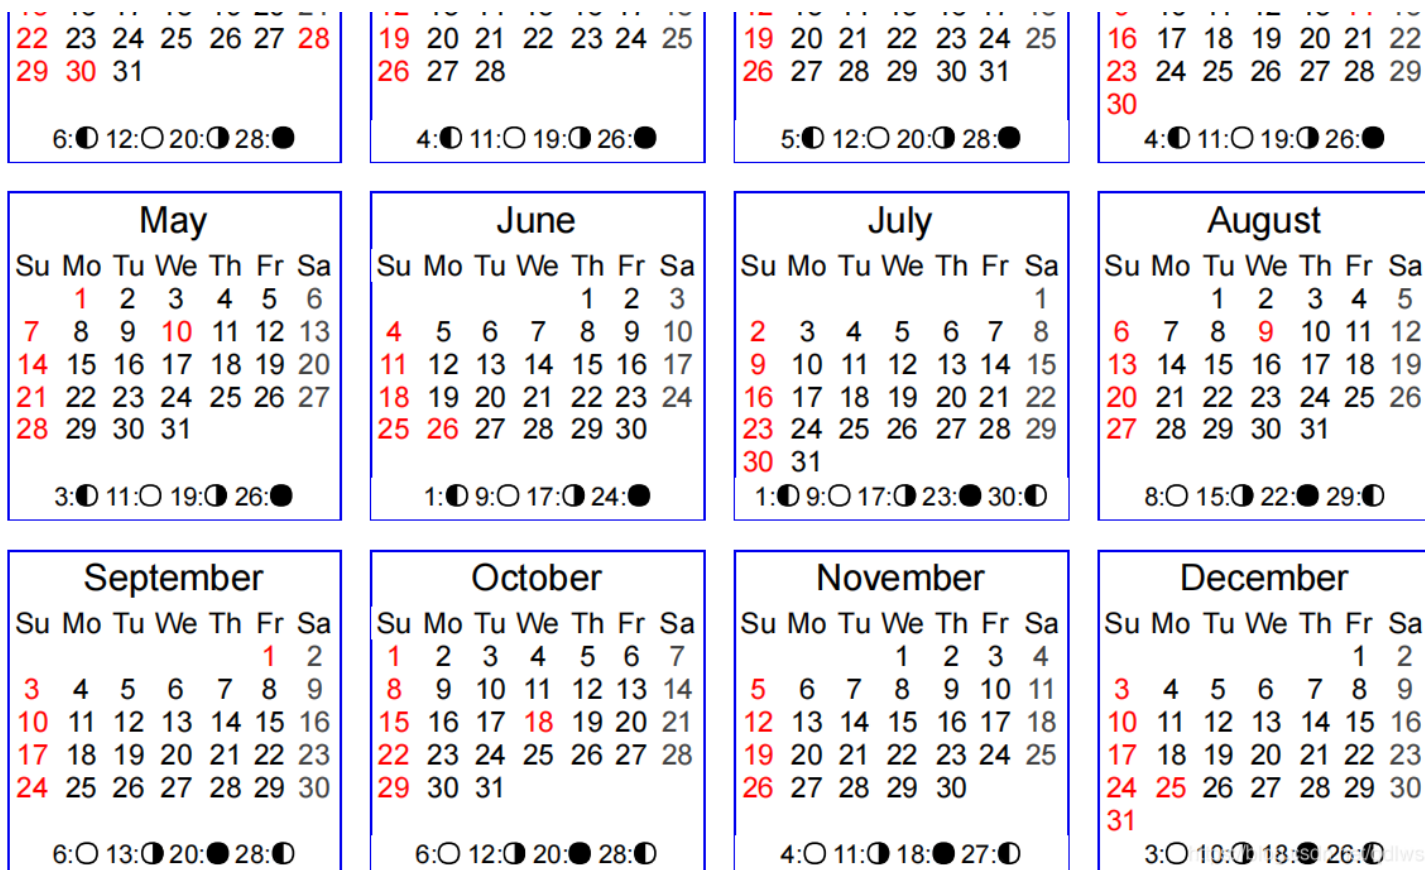 22 23 24 25 26 27 28
29 30 31
6: 12: 20: 28:
19 20 21 22 23 24 25
26 27 28
4: 11: 19: 26:
19 20 21 22 23 24 25
26 27 28 29 30 31
5: 12: 20: 28:
16 17 18 19 20 21 22
23 24 25 26 27 28 29
30
4: 11: 19: 26:
May
Su Mo Tu We Th Fr Sa
1 2 3 4 5 6
7 8 9 10 11 12 13
14 15 16 17 18 19 20
21 22 23 24 25 26 27
28 29 30 31
3: 11: 19: 26:
June
Su Mo Tu We Th Fr Sa
1 2 3
4 5 6 7 8 9 10
11 12 13 14 15 16 17
18 19 20 21 22 23 24
25 26 27 28 29 30
1: 9: 17: 24:
July
Su Mo Tu We Th Fr Sa
1
2 3 4 5 6 7 8
9 10 11 12 13 14 15
16 17 18 19 20 21 22
23 24 25 26 27 28 29
30 31
1: 9: 17: 23: 30:
August
Su Mo Tu We Th Fr Sa
1 2 3 4 5
6 7 8 9 10 11 12
13 14 15 16 17 18 19
20 21 22 23 24 25 26
27 28 29 30 31
8: 15: 22: 29:
September
Su Mo Tu We Th Fr Sa
1 2
3 4 5 6 7 8 9
10 11 12 13 14 15 16
17 18 19 20 21 22 23
24 25 26 27 28 29 30
6: 13: 20: 28:
October
Su Mo Tu We Th Fr Sa
1 2 3 4 5 6 7
8 9 10 11 12 13 14
15 16 17 18 19 20 21
22 23 24 25 26 27 28
29 30 31
6: 12: 20: 28:
November
Su Mo Tu We Th Fr Sa
1 2 3 4
5 6 7 8 9 10 11
12 13 14 15 16 17 18
19 20 21 22 23 24 25
26 27 28 29 30
4: 11: 18: 27:
December
Su Mo Tu We Th Fr Sa
1 2
3 4 5 6 7 8 9
10 11 12 13 14 15 16
17 18 19 20 21 22 23
24 25 26 27 28 29 30
31
3: 10: 18: 26: